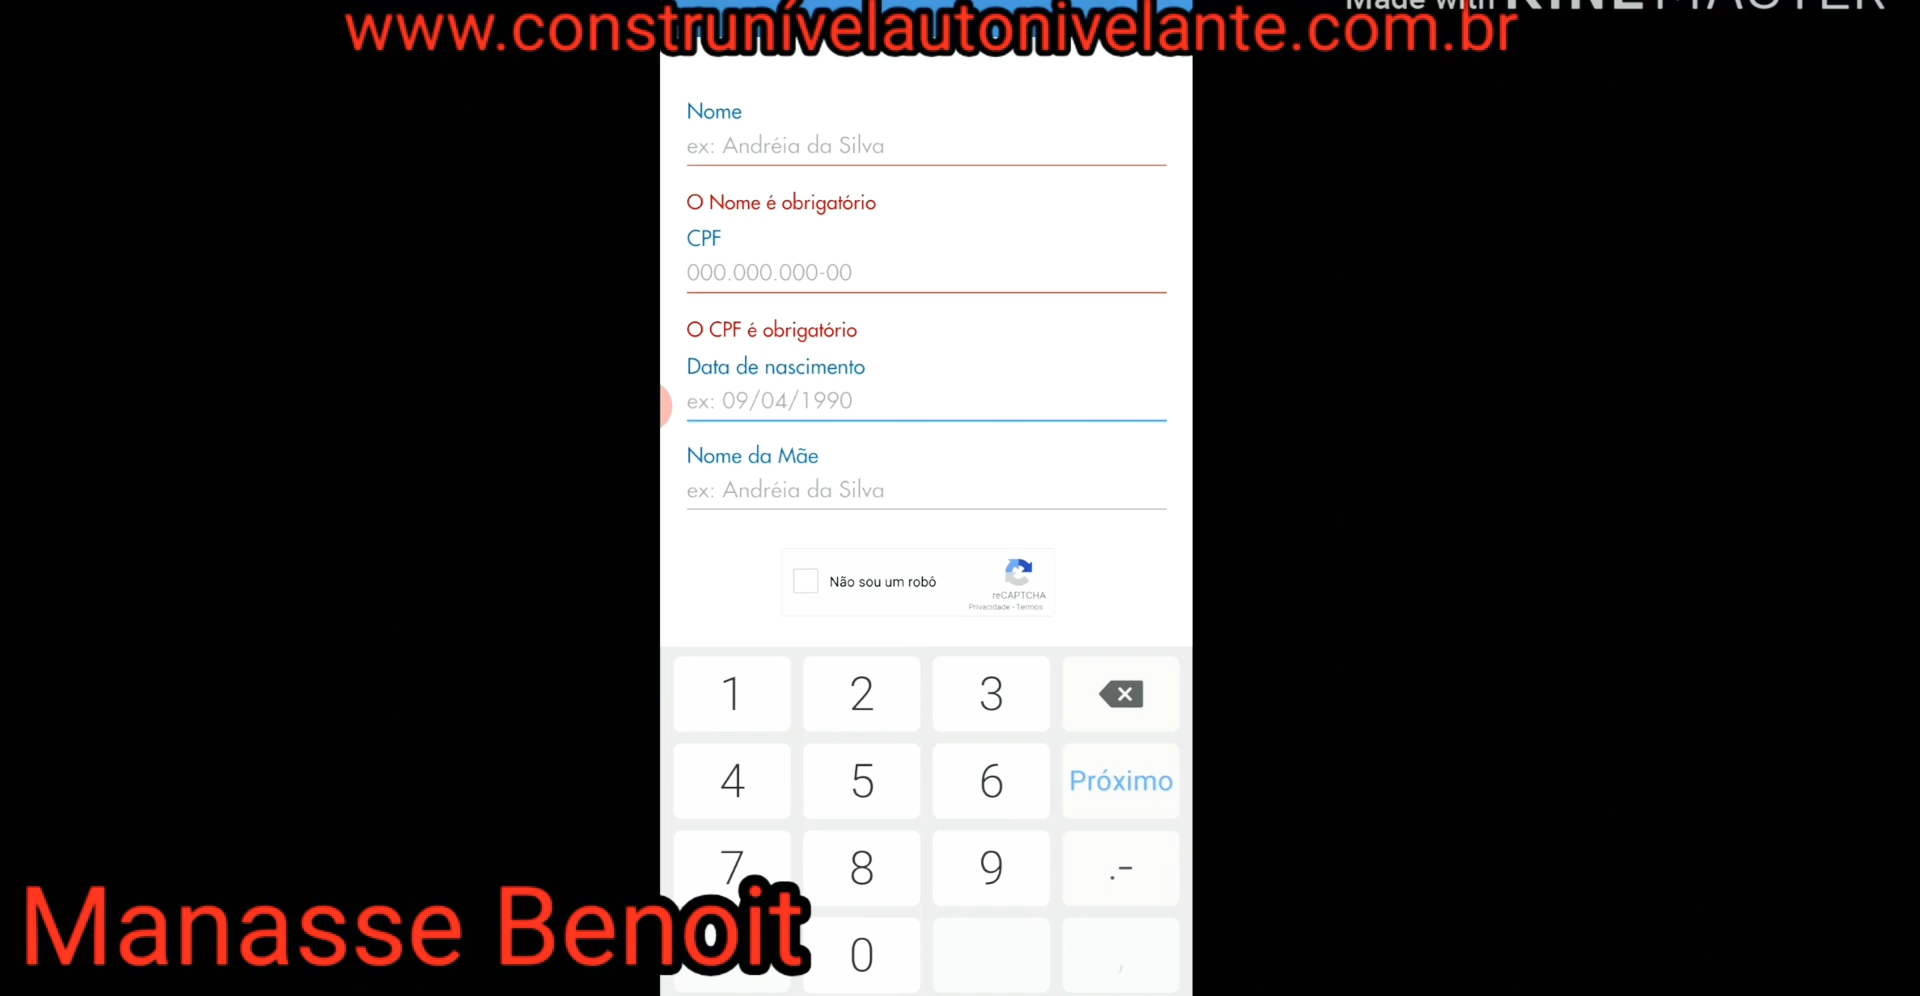 Made with KINEMASTER
www.construnívelautonivelante.com.br
Nome
ex: Andréia da Silva
O Nome é obrigatório
CPF
000.000.000-00
O CPF é obrigatório
Data de nascimento
ex: 09/04/1990
Nome da Mãe
ex: Andréia da Silva
Não sou um robô
reCAPTCHA
Privacidade - Termos
1 2 3
4 5 6 Próximo
7 8 9 .-
0 ,
Manasse Benoit